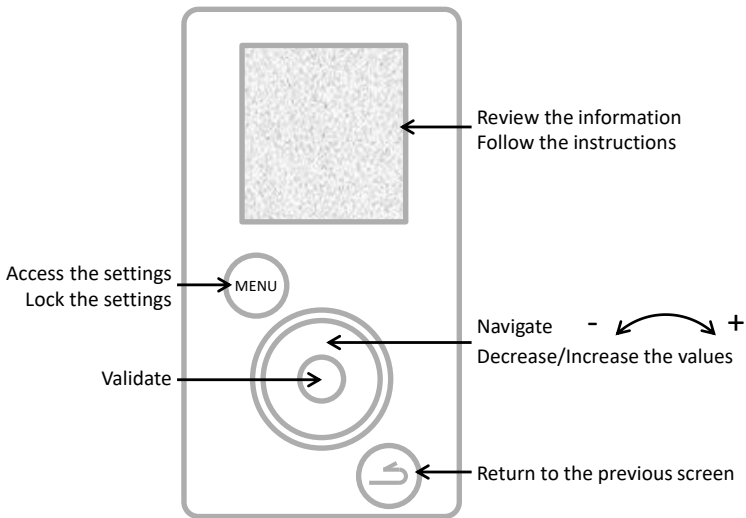 Review the information
Follow the instructions
Access the settings
Lock the settings
MENU
Navigate - +
Decrease/Increase the values
Validate
Return to the previous screen